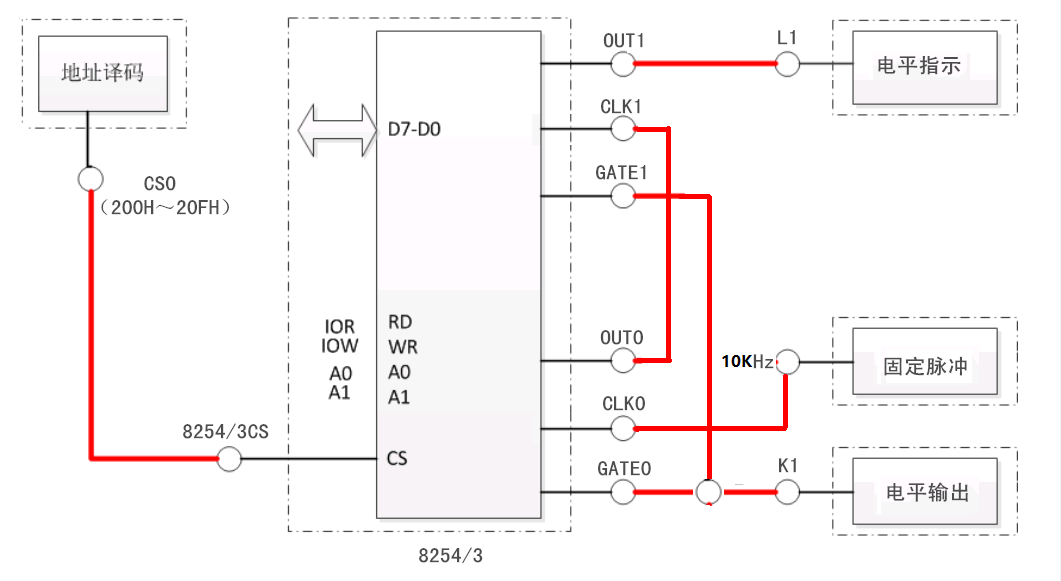 地址译码
CS0
（200H～20FH）
8254/3CS
D7-D0
IOR
IOW
A0
A1
RD
WR
A0
A1
CS
8254/3
OUT1
CLK1
GATE1
OUT0
CLK0
GATE0
L1
电平指示
10KHz
固定脉冲
K1
电平输出